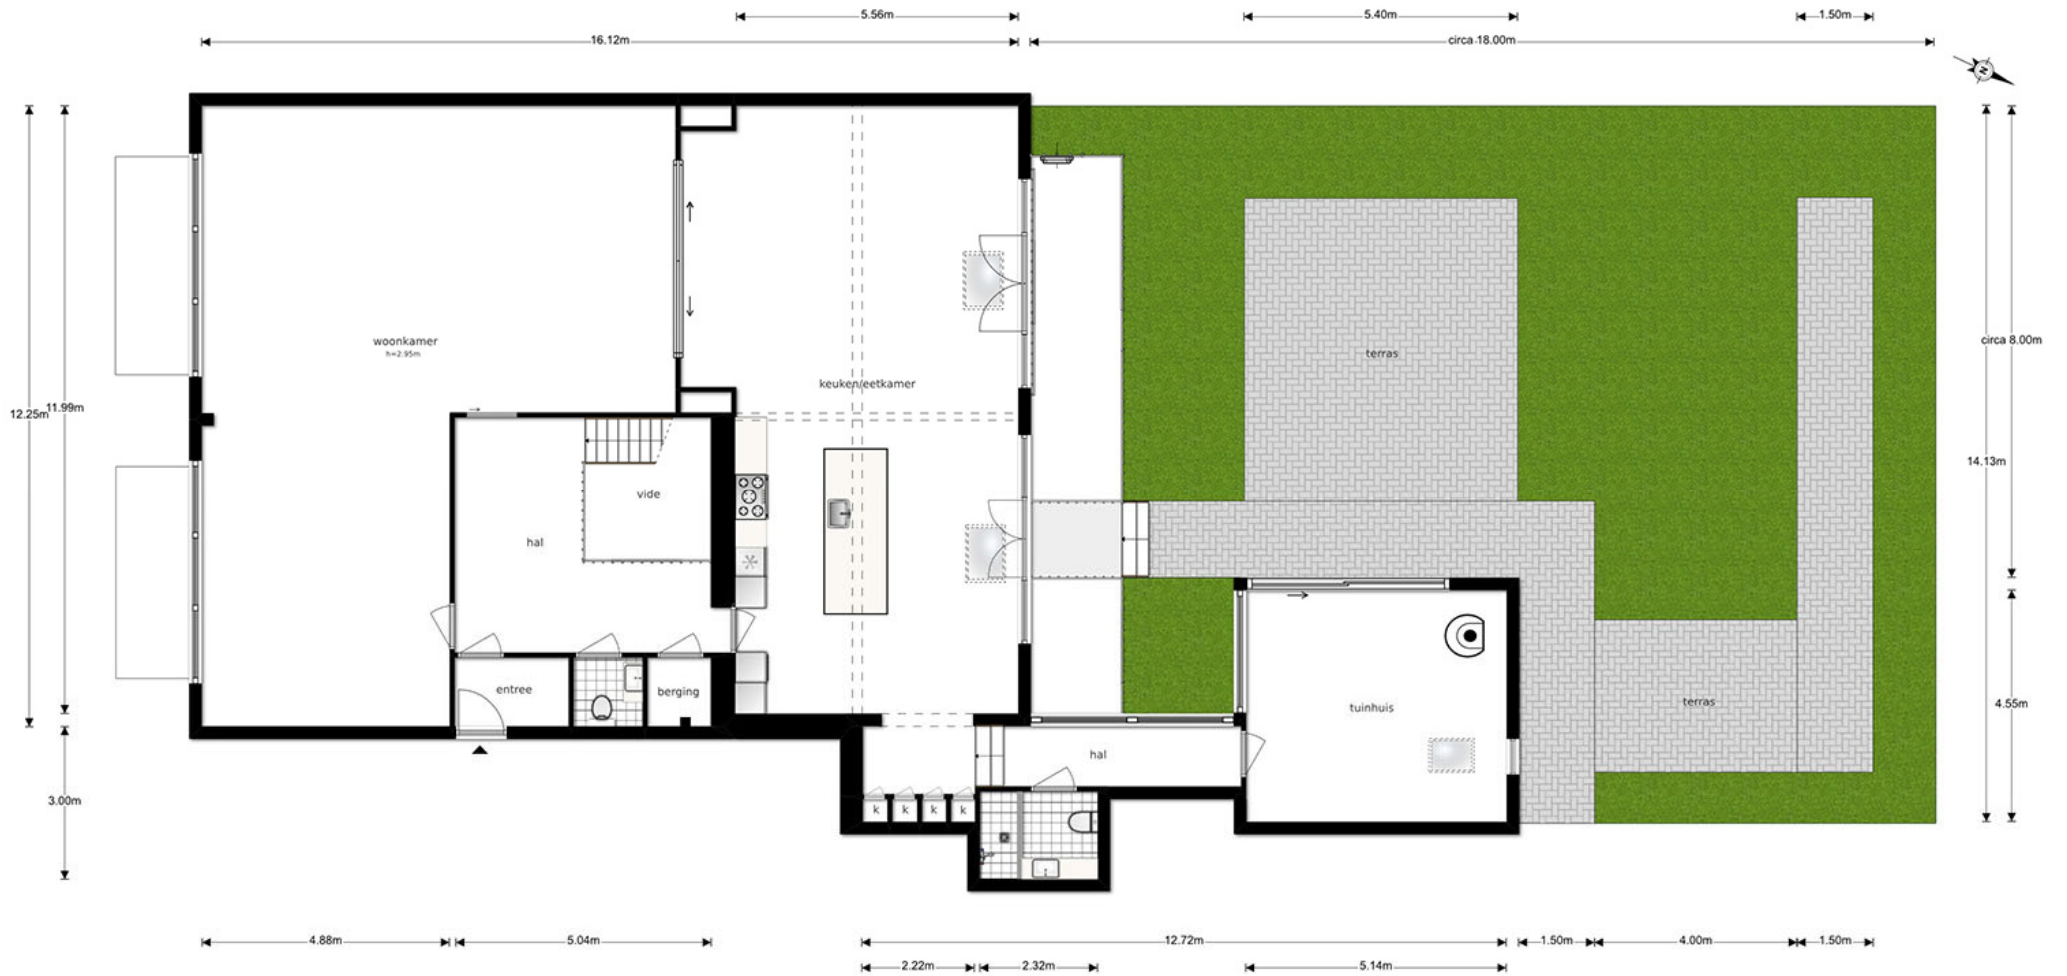 5.56m
5.40m
1.50m
16.12m
circa 18.00m
N
woonkamer
h=2.95m
keuken/eetkamer
terras
circa 8.00m
12.25m
11.99m
14.13m
vide
hal
entree
berging
tuinhuis
terras
4.55m
hal
3.00m
k
k
k
k
4.88m
5.04m
12.72m
1.50m
4.00m
1.50m
2.22m
2.32m
5.14m